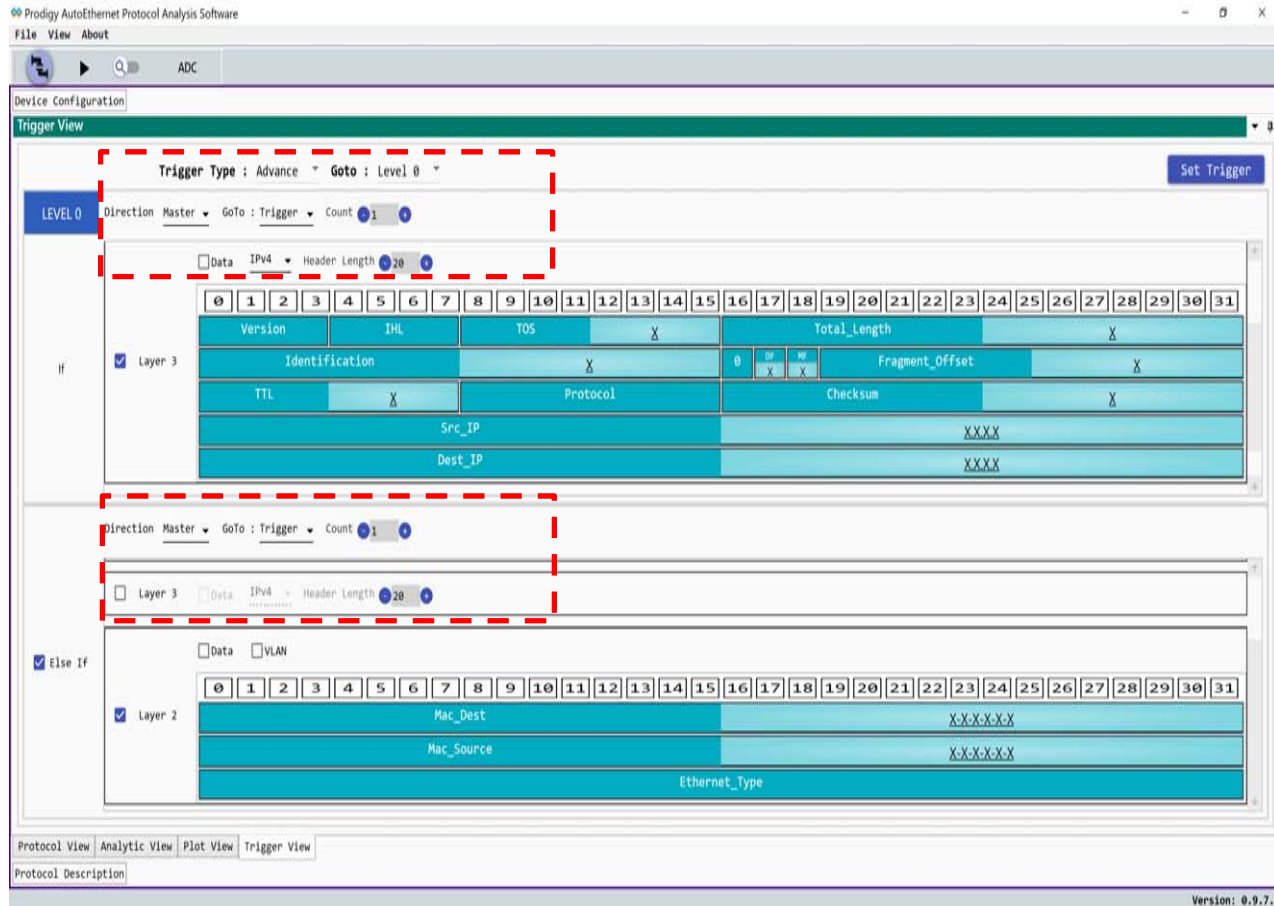 Prodigy AutoEthernet Protocol Analysis Software
File View About
ADC
Device Configuration
Trigger View
Trigger Type : Advance Goto : Level 0
Set Trigger
LEVEL 0
Direction Master GoTo : Trigger Count - 1 +
Data IPv4 Header Length - 20 +
0 1 2 3 4 5 6 7 8 9 10 11 12 13 14 15 16 17 18 19 20 21 22 23 24 25 26 27 28 29 30 31
Version IHL TOS X Total_Length X
If
Layer 3
Identification X 0 DF X MF X Fragment_Offset X
TTL X Protocol Checksum X
Src_IP X.X.X.X
Dest_IP X.X.X.X
Direction Master GoTo : Trigger Count - 1 +
Layer 3 Data IPv4 Header Length - 20 +
Else If
Data VLAN
0 1 2 3 4 5 6 7 8 9 10 11 12 13 14 15 16 17 18 19 20 21 22 23 24 25 26 27 28 29 30 31
Layer 2
Mac_Dest X-X-X-X-X-X
Mac_Source X-X-X-X-X-X
Ethernet_Type
Protocol View Analytic View Plot View Trigger View
Protocol Description
Version: 0.9.7.